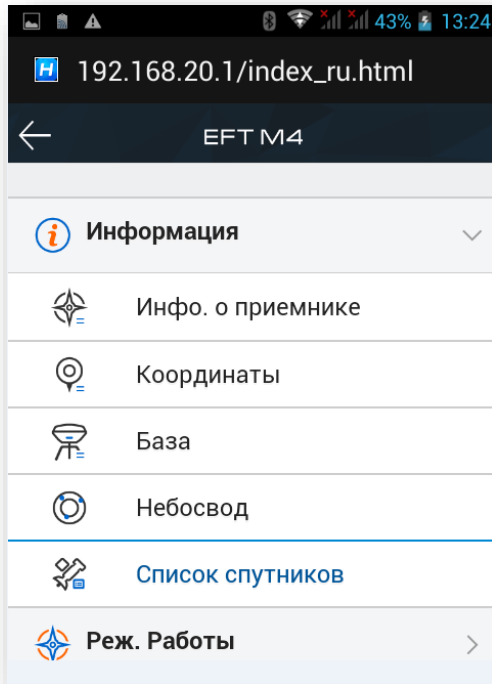 43% 13:24
192.168.20.1/index_ru.html
EFT M4
Информация
Инфо. о приемнике
Координаты
База
Небосвод
Список спутников
Реж. Работы